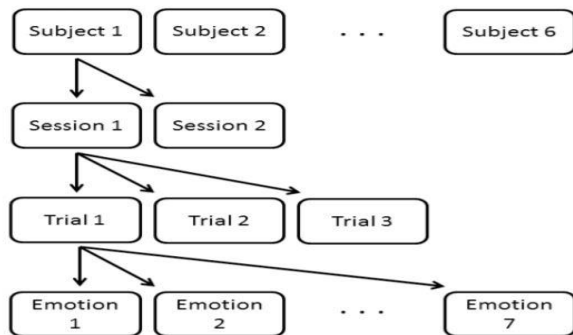 Subject 1 Subject 2 . . . Subject 6
Session 1 Session 2
Trial 1 Trial 2 Trial 3
Emotion 1 Emotion 2 . . . Emotion 7